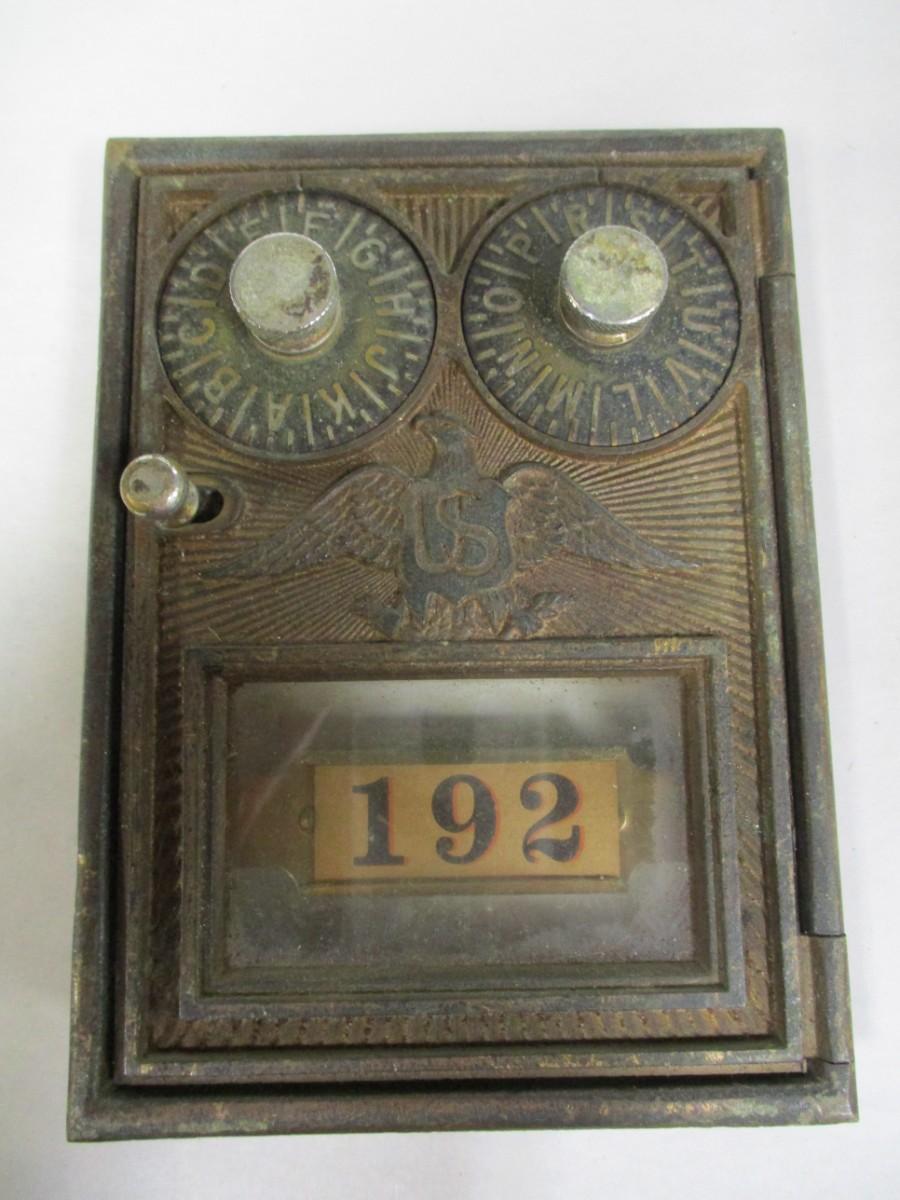 A B C D E F G H J K
L M N O P R S T U V
US
192